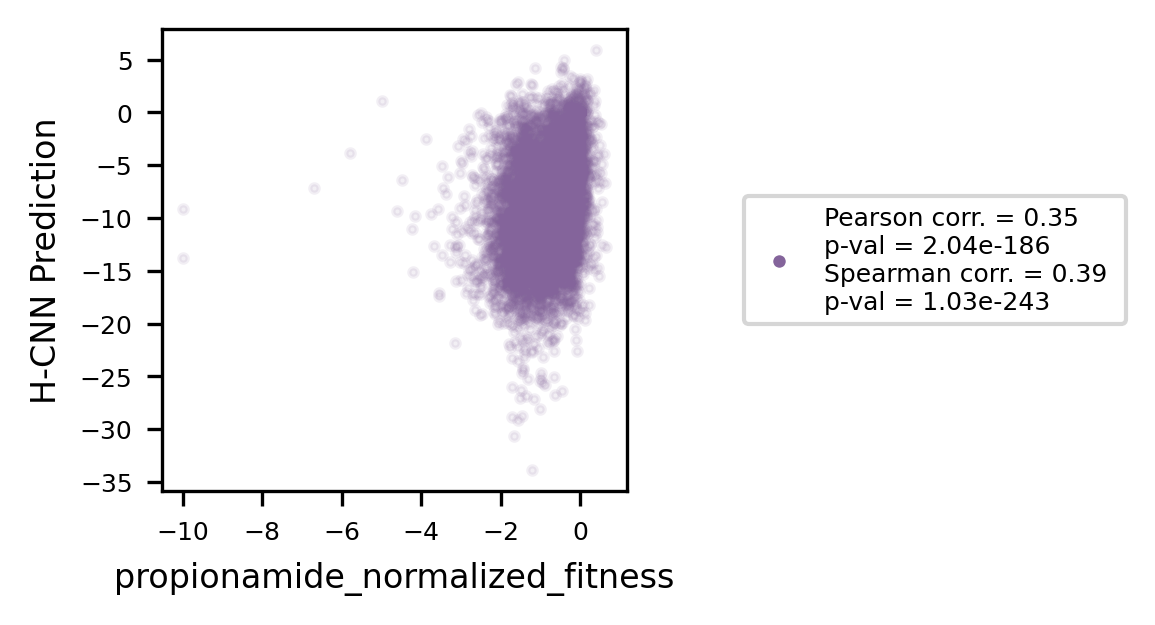 5
0
−5
−10
−15
−20
−25
−30
−35
H-CNN Prediction
−10 −8 −6 −4 −2 0
propionamide_normalized_fitness
Pearson corr. = 0.35
p-val = 2.04e-186
Spearman corr. = 0.39
p-val = 1.03e-243